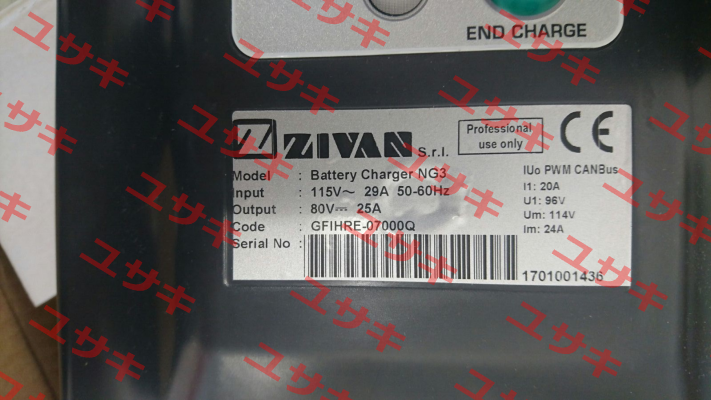 END CHARGE
ZIVAN S.r.l.
Professional
use only
CE
Model : Battery Charger NG3
Input : 115V~ 29A 50-60Hz
Output : 80V⎓ 25A
Code : GFIHRE-07000Q
Serial No :
1701001436
IUo PWM CANBus
I1: 20A
U1: 96V
Um: 114V
Im: 24A
ユサキ